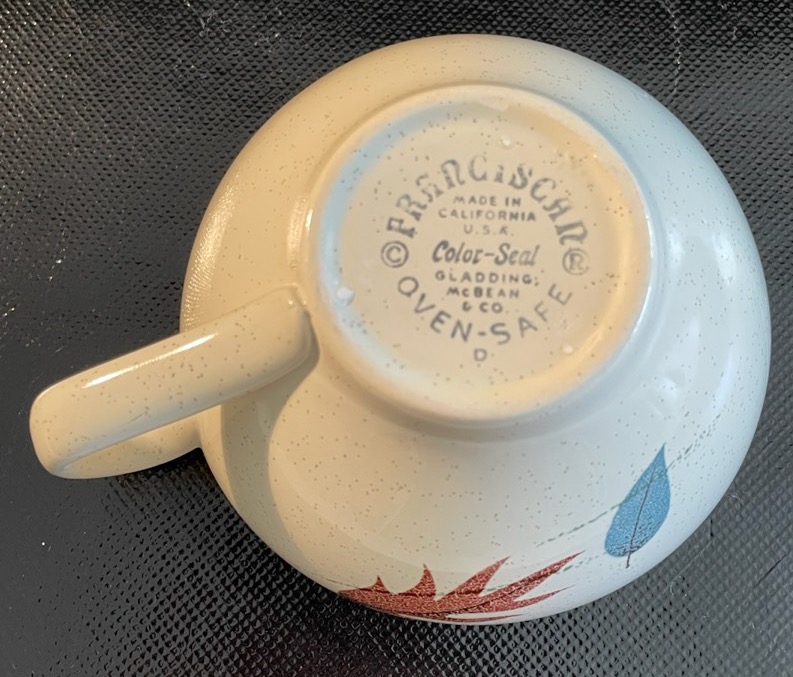 FRANCISCAN
MADE IN
CALIFORNIA
U.S.A.
© Color-Seal ®
GLADDING,
McBEAN
& CO.
OVEN-SAFE
D